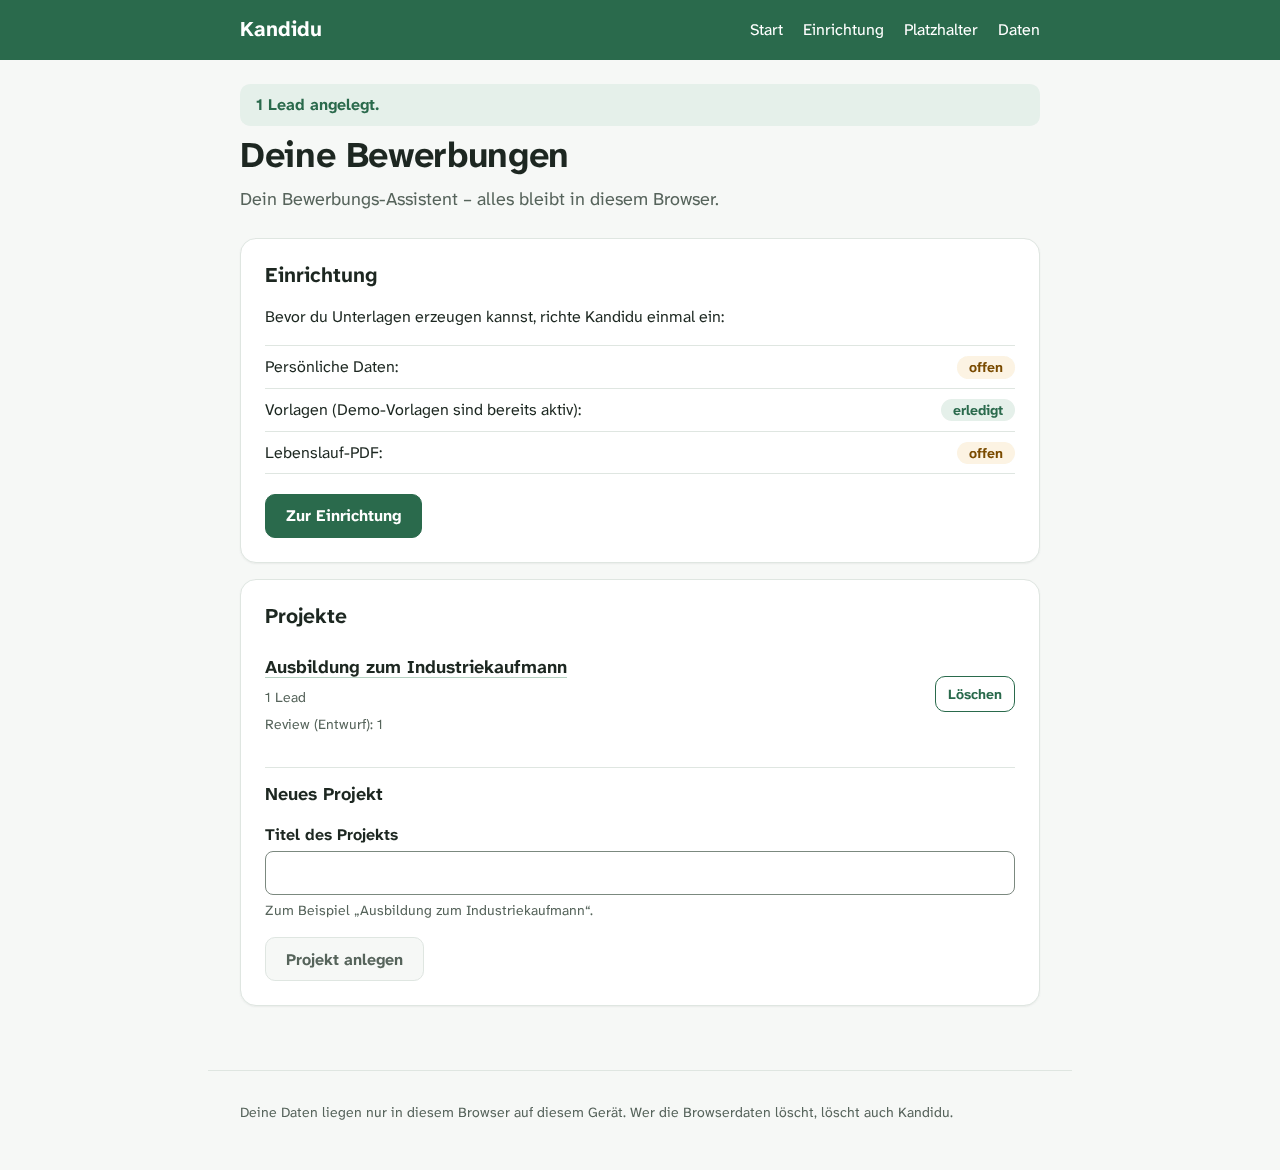 Kandidu
Start Einrichtung Platzhalter Daten
1 Lead angelegt.
Deine Bewerbungen
Dein Bewerbungs-Assistent – alles bleibt in diesem Browser.
Einrichtung
Bevor du Unterlagen erzeugen kannst, richte Kandidu einmal ein:
Persönliche Daten: offen
Vorlagen (Demo-Vorlagen sind bereits aktiv): erledigt
Lebenslauf-PDF: offen
Zur Einrichtung
Projekte
Ausbildung zum Industriekaufmann
1 Lead
Löschen
Review (Entwurf): 1
Neues Projekt
Titel des Projekts
Zum Beispiel „Ausbildung zum Industriekaufmann“.
Projekt anlegen
Deine Daten liegen nur in diesem Browser auf diesem Gerät. Wer die Browserdaten löscht, löscht auch Kandidu.